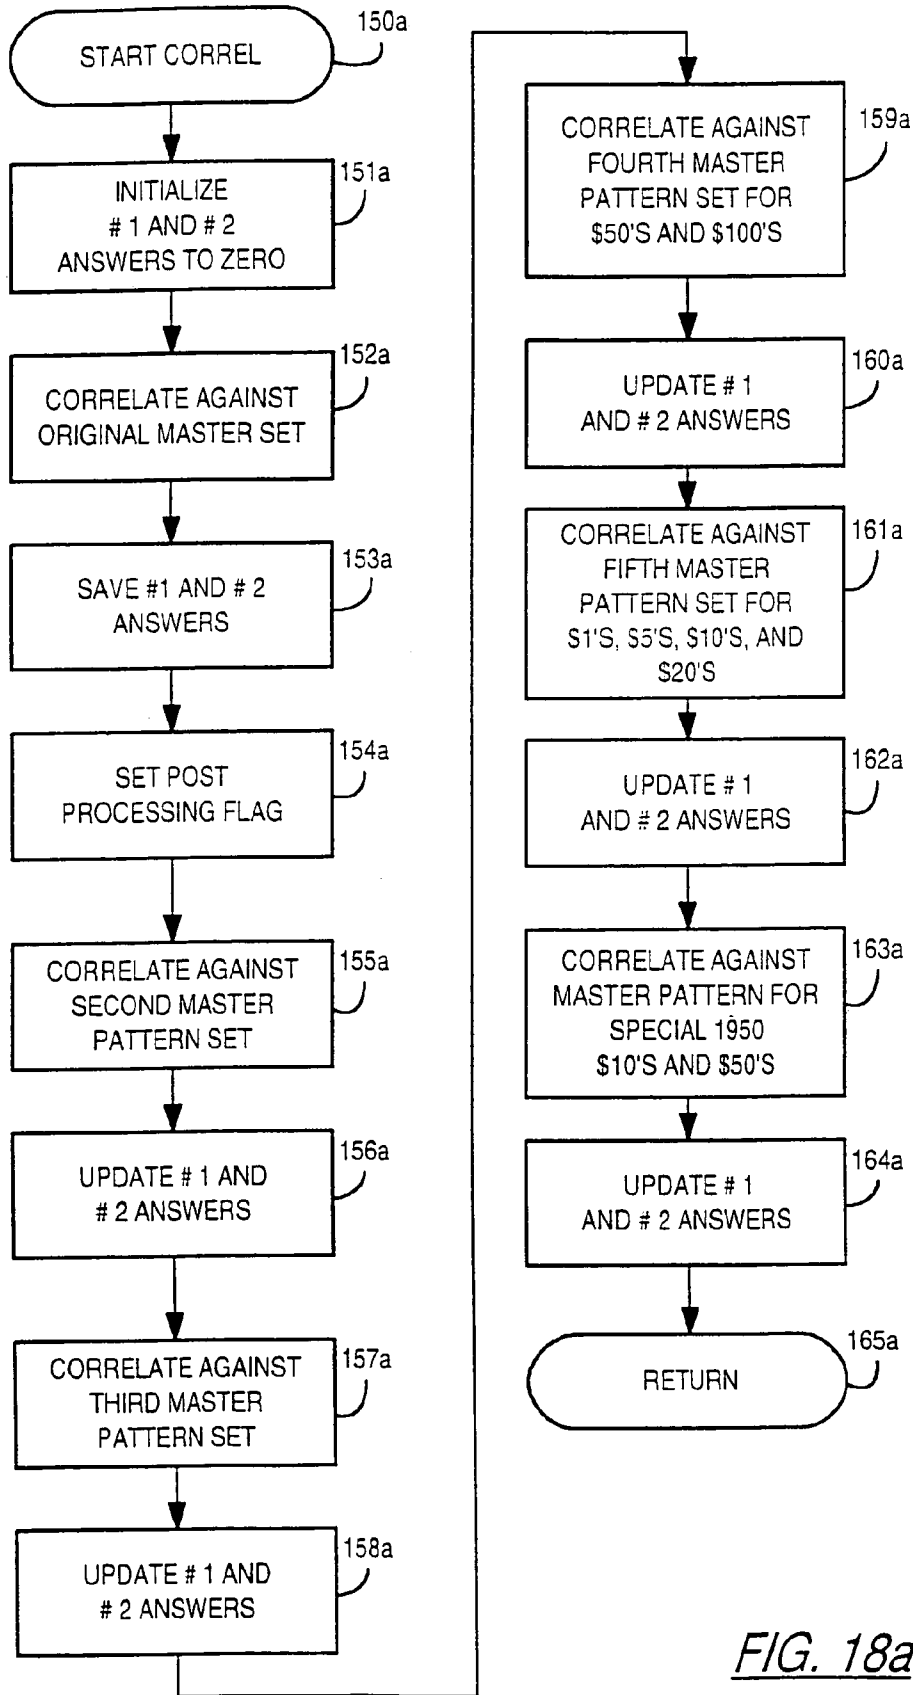 START CORREL
150a
INITIALIZE
# 1 AND # 2
ANSWERS TO ZERO
151a
CORRELATE AGAINST
ORIGINAL MASTER SET
152a
SAVE #1 AND # 2
ANSWERS
153a
SET POST
PROCESSING FLAG
154a
CORRELATE AGAINST
SECOND MASTER
PATTERN SET
155a
UPDATE # 1 AND
# 2 ANSWERS
156a
CORRELATE AGAINST
THIRD MASTER
PATTERN SET
157a
UPDATE # 1 AND
# 2 ANSWERS
158a
CORRELATE AGAINST
FOURTH MASTER
PATTERN SET FOR
$50'S AND $100'S
159a
UPDATE # 1
AND # 2 ANSWERS
160a
CORRELATE AGAINST
FIFTH MASTER
PATTERN SET FOR
$1'S, $5'S, $10'S, AND
$20'S
161a
UPDATE # 1
AND # 2 ANSWERS
162a
CORRELATE AGAINST
MASTER PATTERN FOR
SPECIAL 1950
$10'S AND $50'S
163a
UPDATE # 1
AND # 2 ANSWERS
164a
RETURN
165a
FIG. 18a